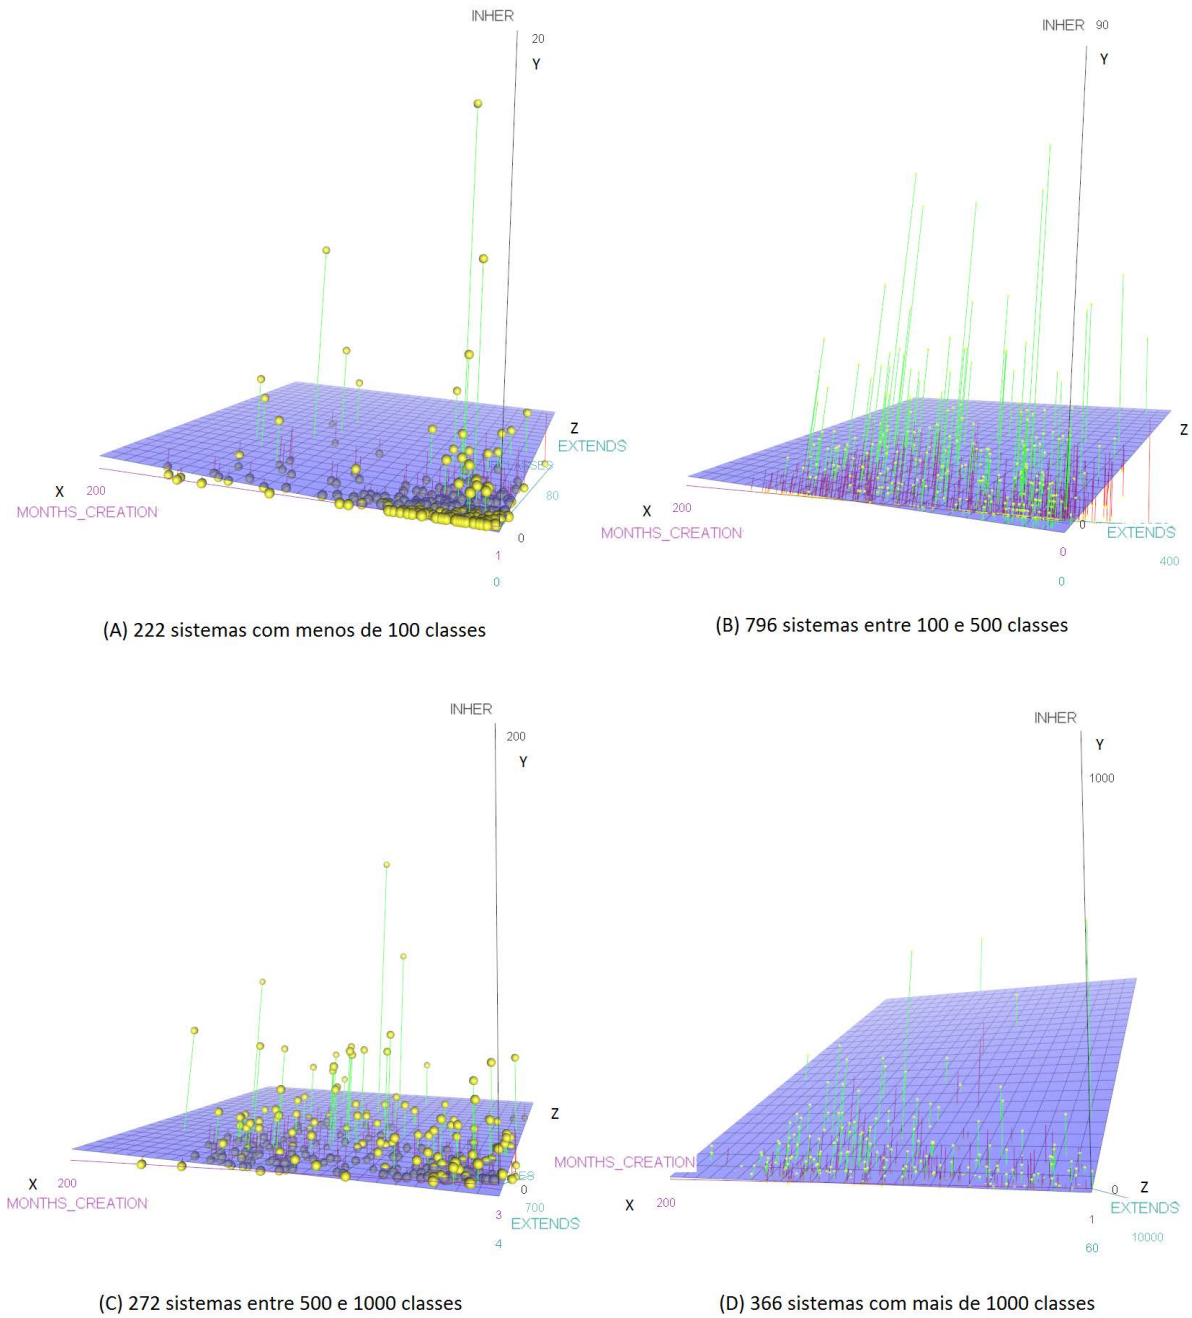 INHER
20
Y
Z
EXTENDS
80
X
200
MONTHS_CREATION
0
1
0
(A) 222 sistemas com menos de 100 classes
INHER
90
Y
Z
X
200
MONTHS_CREATION
0
EXTENDS
0
400
0
(B) 796 sistemas entre 100 e 500 classes
INHER
200
Y
Z
X
200
MONTHS_CREATION
0
3
700
EXTENDS
4
(C) 272 sistemas entre 500 e 1000 classes
INHER
Y
1000
MONTHS_CREATION
X
200
0
Z
EXTENDS
1
10000
60
(D) 366 sistemas com mais de 1000 classes